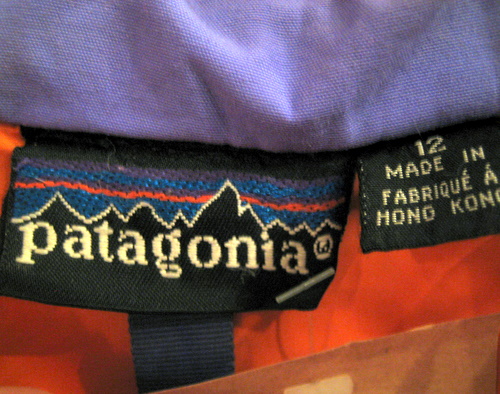 patagonia®
12
MADE IN
FABRIQUÉ À
HONG KONG